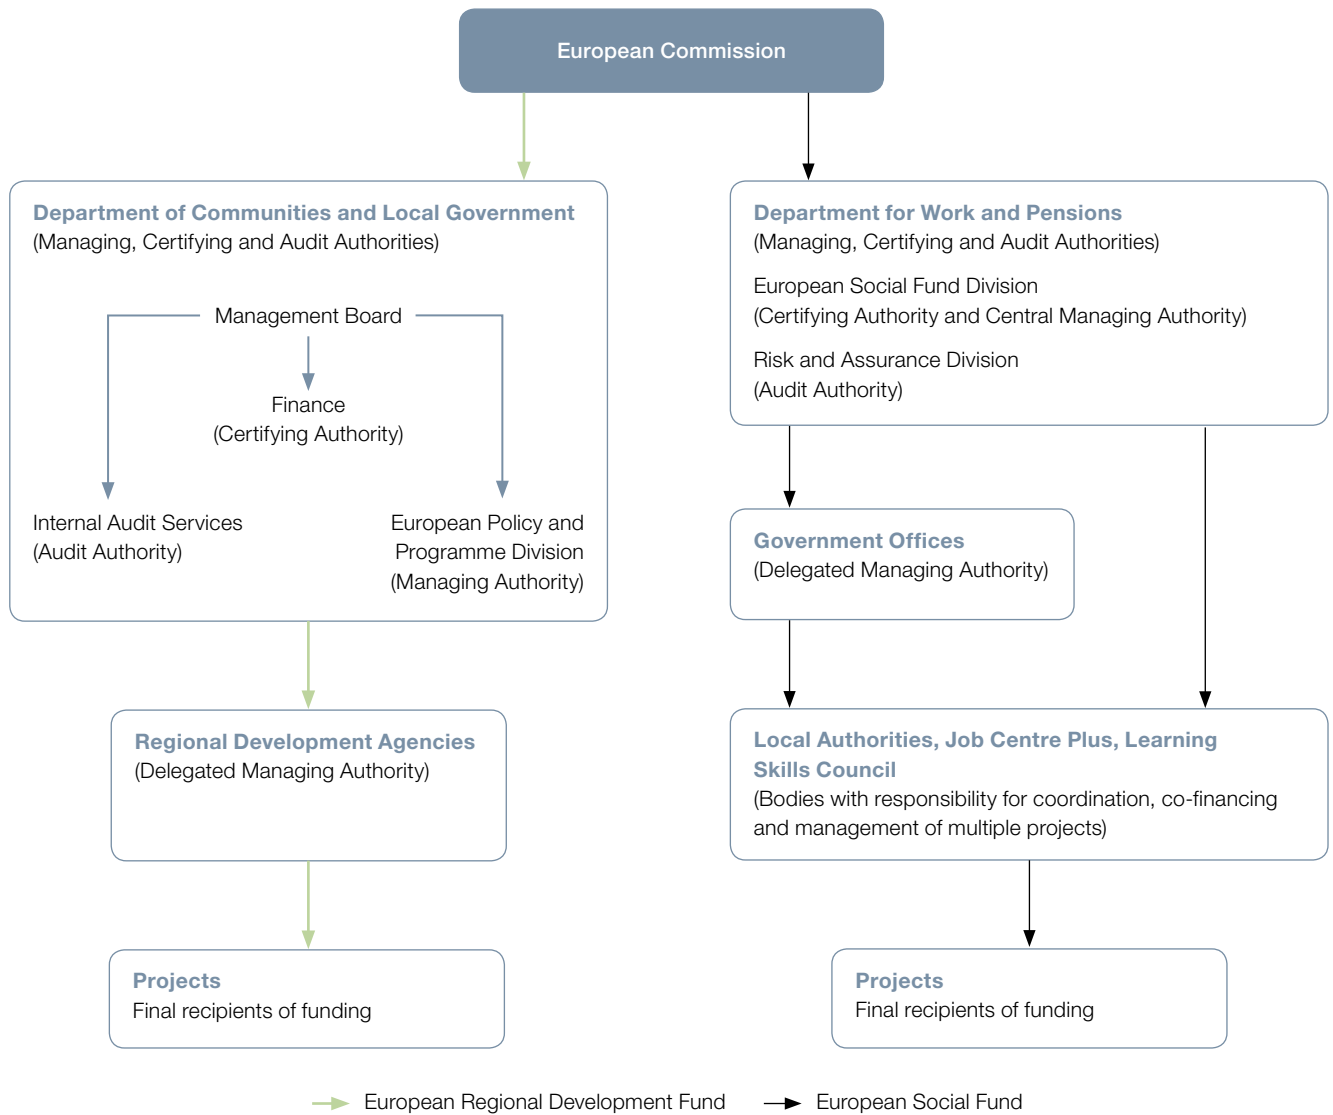 European Commission
Department of Communities and Local Government
(Managing, Certifying and Audit Authorities)
Management Board
Finance
(Certifying Authority)
Internal Audit Services
(Audit Authority)
European Policy and
Programme Division
(Managing Authority)
Regional Development Agencies
(Delegated Managing Authority)
Projects
Final recipients of funding
Department for Work and Pensions
(Managing, Certifying and Audit Authorities)
European Social Fund Division
(Certifying Authority and Central Managing Authority)
Risk and Assurance Division
(Audit Authority)
Government Offices
(Delegated Managing Authority)
Local Authorities, Job Centre Plus, Learning
Skills Council
(Bodies with responsibility for coordination, co-financing
and management of multiple projects)
Projects
Final recipients of funding
European Regional Development Fund
European Social Fund